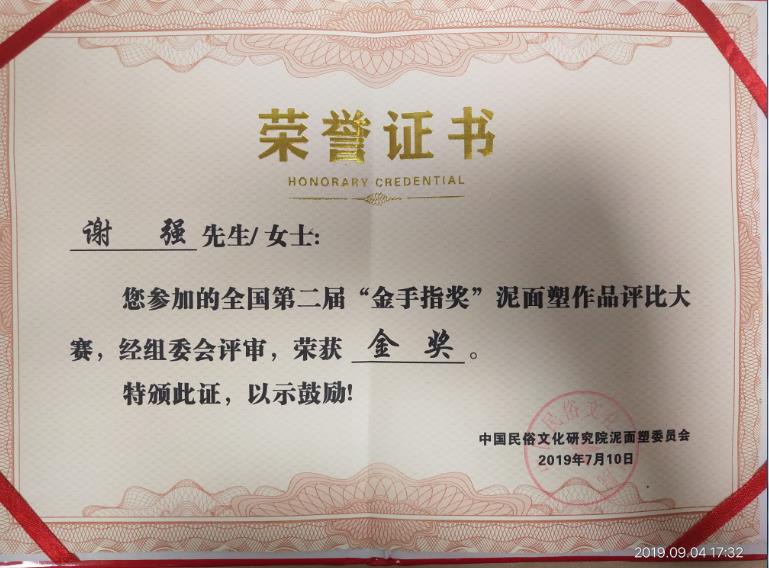 荣誉证书
HONORARY CREDENTIAL
谢 强 先生/女士:
您参加的全国第二届“金手指奖”泥面塑作品评比大
赛，经组委会评审，荣获 金 奖 。
特颁此证，以示鼓励!
中国民俗文化研究院泥面塑委员会
2019年7月10日
2019.09.04 17:32